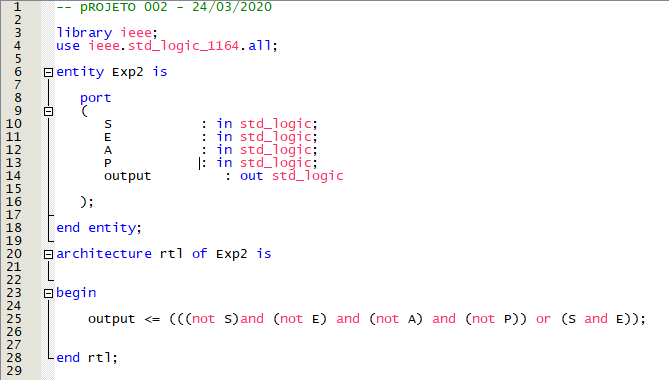 1 -- pROJETO 002 - 24/03/2020
2
3 library ieee;
4 use ieee.std_logic_1164.all;
5
6 entity Exp2 is
7
8 port
9 (
10 S : in std_logic;
11 E : in std_logic;
12 A : in std_logic;
13 P : in std_logic;
14 output : out std_logic
15
16 );
17
18 end entity;
19
20 architecture rtl of Exp2 is
21
22
23 begin
24
25 output <= (((not S)and (not E) and (not A) and (not P)) or (S and E));
26
27
28 end rtl;
29